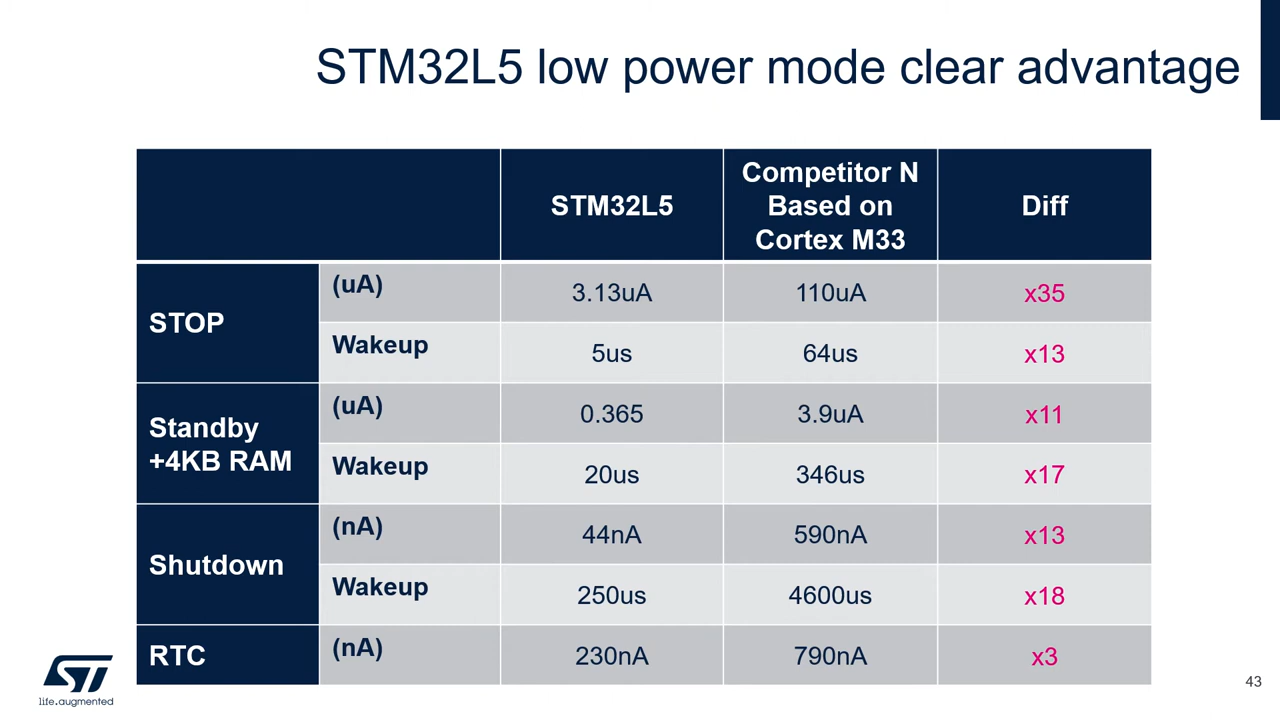 STM32L5 low power mode clear advantage
STM32L5
Competitor N
Based on
Cortex M33
Diff
STOP
(uA)
3.13uA
110uA
x35
Wakeup
5us
64us
x13
Standby
+4KB RAM
(uA)
0.365
3.9uA
x11
Wakeup
20us
346us
x17
Shutdown
(nA)
44nA
590nA
x13
Wakeup
250us
4600us
x18
RTC
(nA)
230nA
790nA
x3
ST
life.augmented
43